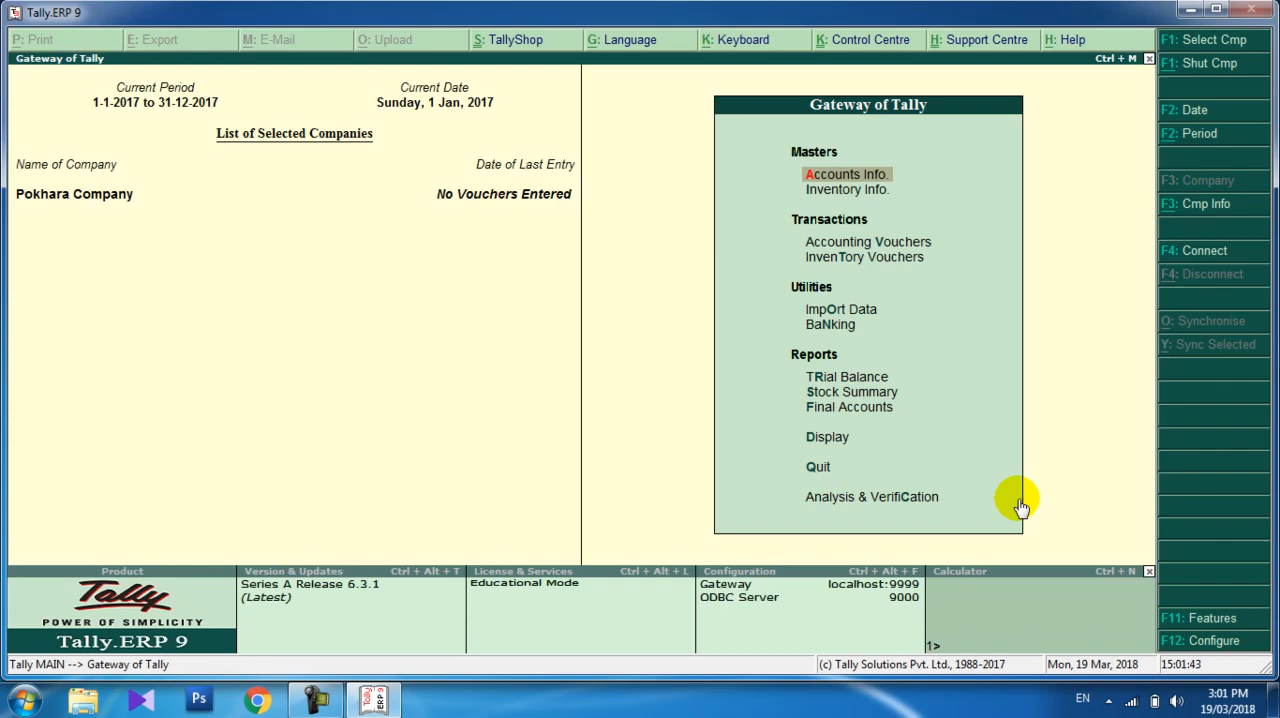 Tally.ERP 9
P: Print
E: Export
M: E-Mail
O: Upload
S: TallyShop
G: Language
K: Keyboard
K: Control Centre
H: Support Centre
H: Help
Gateway of Tally
Ctrl + M
Current Period
1-1-2017 to 31-12-2017
Current Date
Sunday, 1 Jan, 2017
List of Selected Companies
Name of Company
Date of Last Entry
Pokhara Company
No Vouchers Entered
Gateway of Tally
Masters
Accounts Info.
Inventory Info.
Transactions
Accounting Vouchers
InvenTory Vouchers
Utilities
ImpOrt Data
BaNking
Reports
TRial Balance
Stock Summary
Final Accounts
Display
Quit
Analysis & VerifiCation
F1: Select Cmp
F1: Shut Cmp
F2: Date
F2: Period
F3: Company
F3: Cmp Info
F4: Connect
F4: Disconnect
O: Synchronise
Y: Sync Selected
F11: Features
F12: Configure
Product
Tally
POWER OF SIMPLICITY
Tally.ERP 9
Version & Updates
Ctrl + Alt + T
Series A Release 6.3.1
(Latest)
License & Services
Ctrl + Alt + L
Educational Mode
Configuration
Ctrl + Alt + F
Gateway
localhost:9999
ODBC Server
9000
Calculator
Ctrl + N
1>
Tally MAIN --> Gateway of Tally
(c) Tally Solutions Pvt. Ltd., 1988-2017
Mon, 19 Mar, 2018
15:01:43
Ps
Tally ERP 9
EN
3:01 PM
19/03/2018